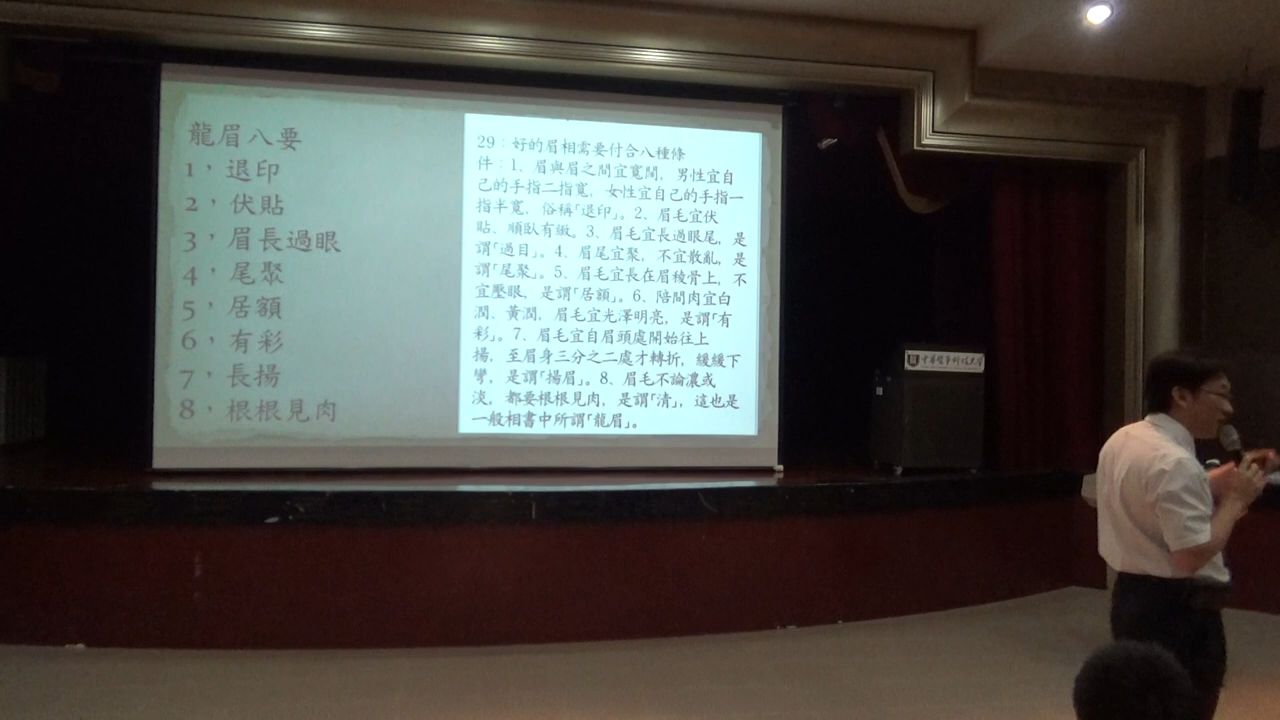 龍眉八要
1，退印
2，伏貼
3，眉長過眼
4，尾聚
5，居額
6，有彩
7，長揚
8，根根見肉
29：好的眉相需要付合八種條
件：1、眉與眉之間宜寬闊，男性宜自
己的手指二指寬，女性宜自己的手指一
指半寬，俗稱「退印」。2、眉毛宜伏
貼、順臥有緻。3、眉毛宜長過眼尾，是
謂「過目」。4、眉尾宜聚，不宜散亂，是
謂「尾聚」。5、眉毛宜長在眉稜骨上，不
宜壓眼，是謂「居額」。6、陪間肉宜白
潤、黃潤，眉毛宜光澤明亮，是謂「有
彩」。7、眉毛宜自眉頭處開始往上
揚，至眉身三分之二處才轉折，緩緩下
彎，是謂「揚眉」。8、眉毛不論濃或
淡，都要根根見肉，是謂「清」，這也是
一般相書中所謂「龍眉」。
中華醫事科技大學